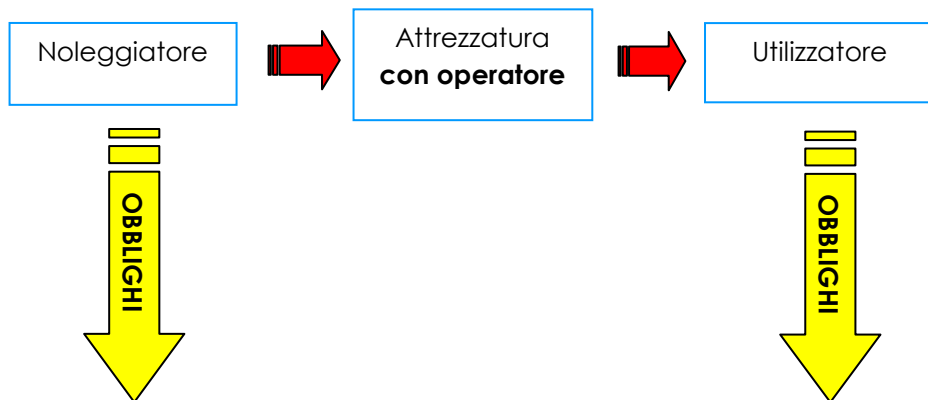 Noleggiatore
Attrezzatura
con operatore
Utilizzatore
OBBLIGHI
OBBLIGHI